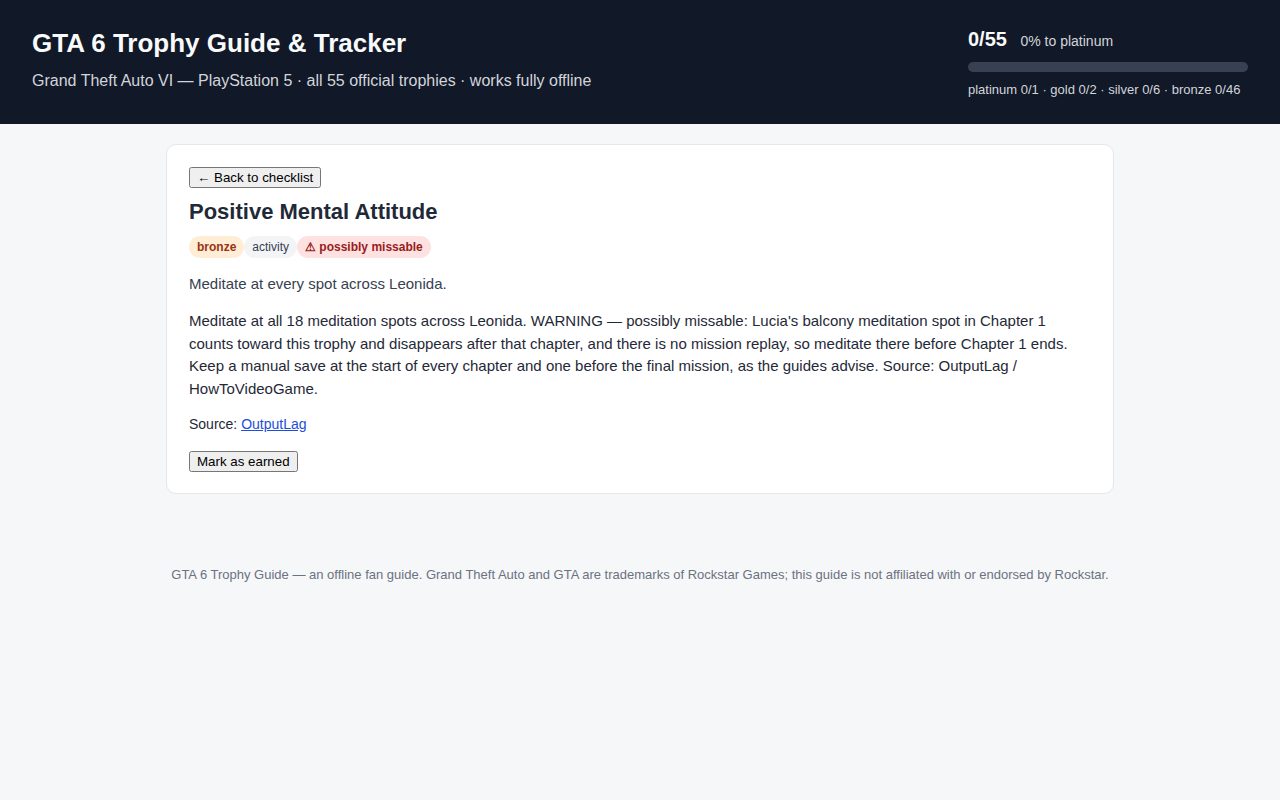 GTA 6 Trophy Guide & Tracker
Grand Theft Auto VI — PlayStation 5 · all 55 official trophies · works fully offline
0/55 0% to platinum
platinum 0/1 · gold 0/2 · silver 0/6 · bronze 0/46
← Back to checklist
Positive Mental Attitude
bronze activity ⚠ possibly missable
Meditate at every spot across Leonida.
Meditate at all 18 meditation spots across Leonida. WARNING — possibly missable: Lucia's balcony meditation spot in Chapter 1
counts toward this trophy and disappears after that chapter, and there is no mission replay, so meditate there before Chapter 1 ends.
Keep a manual save at the start of every chapter and one before the final mission, as the guides advise. Source: OutputLag /
HowToVideoGame.
Source: OutputLag
Mark as earned
GTA 6 Trophy Guide — an offline fan guide. Grand Theft Auto and GTA are trademarks of Rockstar Games; this guide is not affiliated with or endorsed by Rockstar.